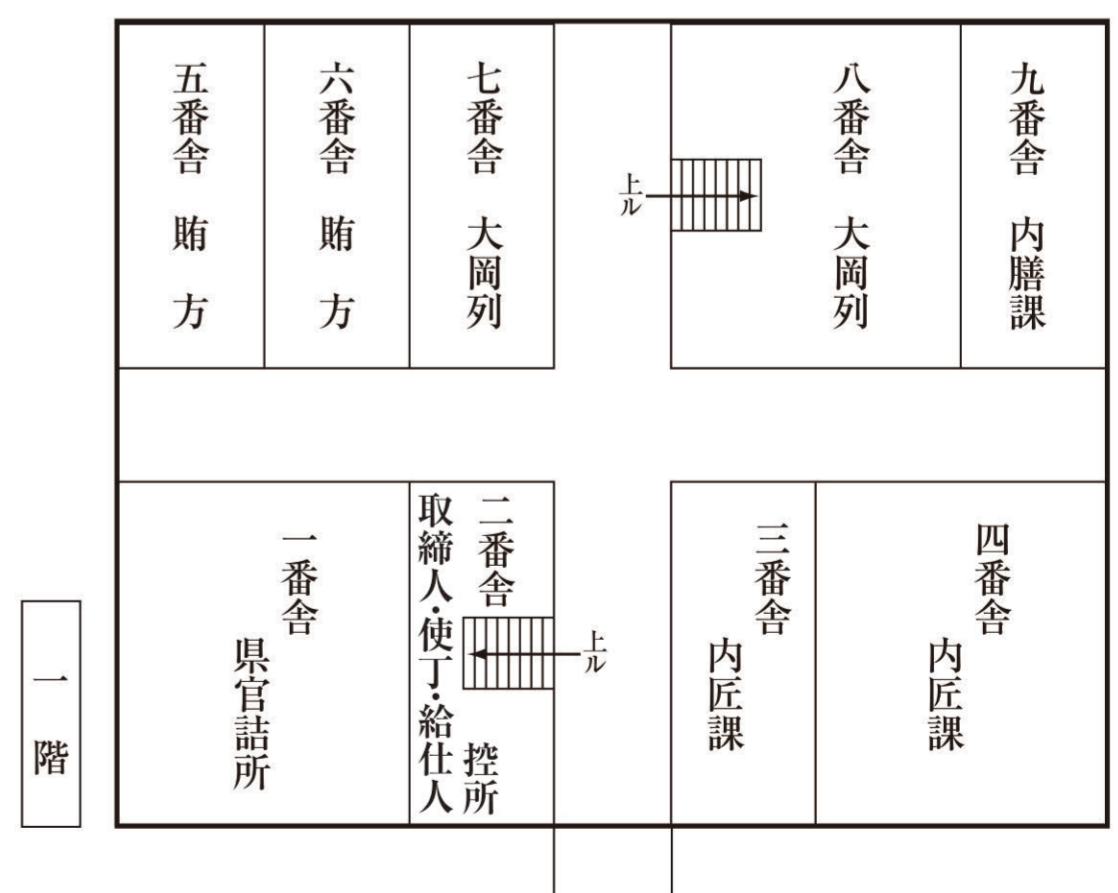 九番舎 内膳課
八番舎 大岡列
上ル
七番舎 大岡列
六番舎 賄方
五番舎 賄方
四番舎
内匠課
三番舎
内匠課
上ル
二番舎
取締人・使丁・給仕人
控所
一番舎
県官詰所
一階